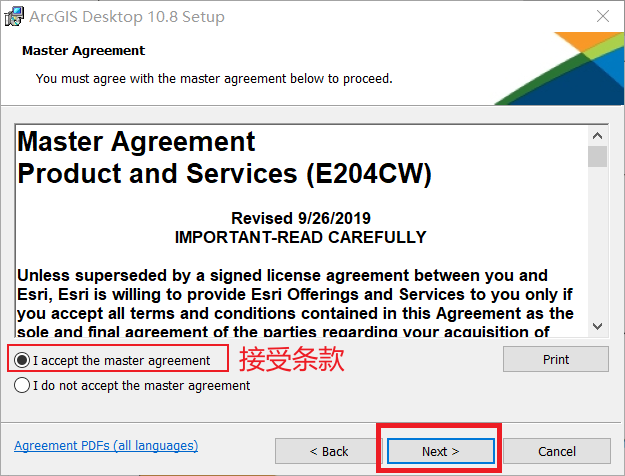 ArcGIS Desktop 10.8 Setup
Master Agreement
You must agree with the master agreement below to proceed.
Master Agreement
Product and Services (E204CW)
Revised 9/26/2019
IMPORTANT-READ CAREFULLY
Unless superseded by a signed license agreement between you and
Esri, Esri is willing to provide Esri Offerings and Services to you only if
you accept all terms and conditions contained in this Agreement as the
sole and final agreement of the parties regarding your acquisition of
I accept the master agreement 接受条款
Print
I do not accept the master agreement
Agreement PDFs (all languages)
< Back
Next >
Cancel